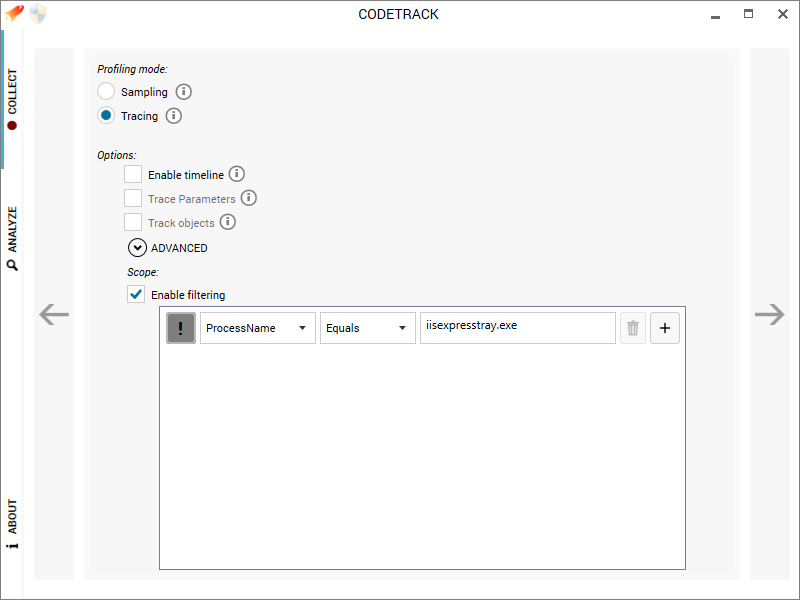 CODETRACK
COLLECT
ANALYZE
ABOUT
Profiling mode:
Sampling
Tracing
Options:
Enable timeline
Trace Parameters
Track objects
ADVANCED
Scope:
Enable filtering
! ProcessName Equals iisexpresstray.exe +